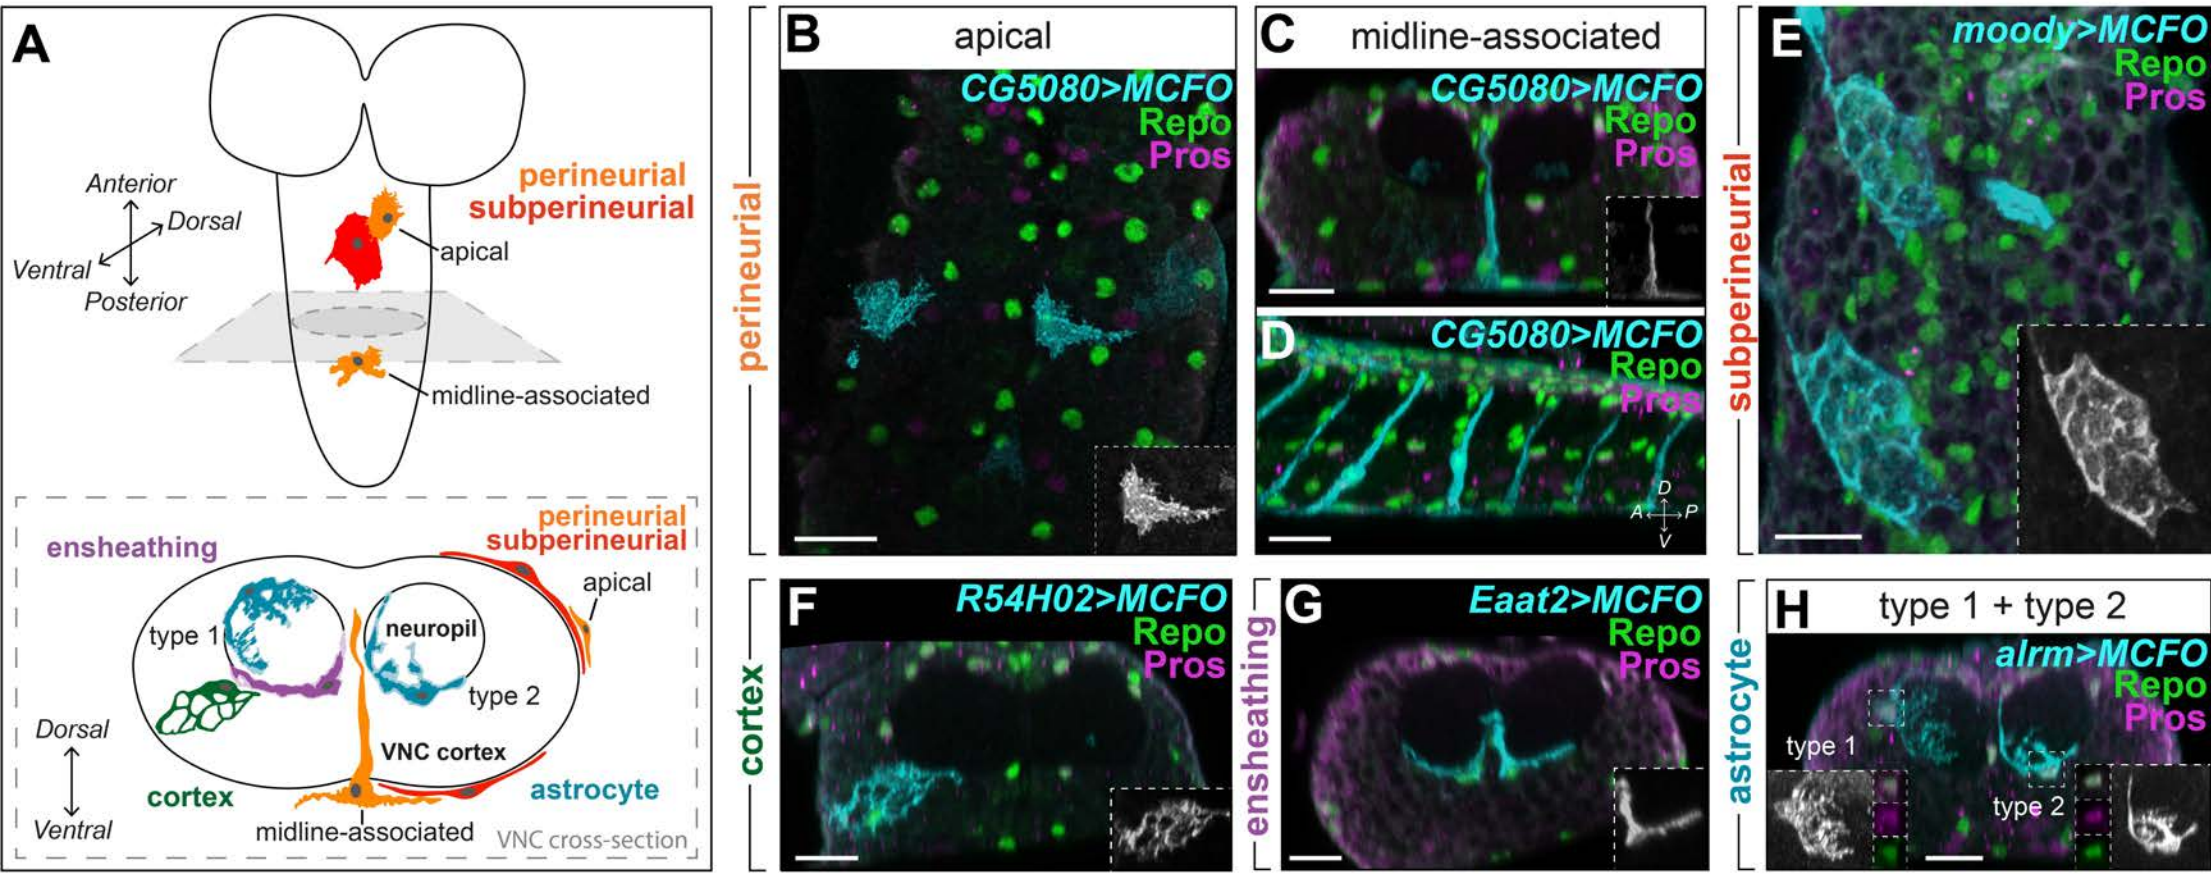 A
perineurial
subperineurial
Anterior
Dorsal
Ventral
Posterior
apical
midline-associated
perineurial
subperineurial
ensheathing
apical
type 1
neuropil
type 2
Dorsal
VNC cortex
cortex
astrocyte
Ventral
midline-associated
VNC cross-section
perineurial
B
apical
CG5080>MCFO
Repo
Pros
C
midline-associated
CG5080>MCFO
Repo
Pros
D
CG5080>MCFO
Repo
Pros
D
A P
V
subperineurial
E
moody>MCFO
Repo
Pros
cortex
F
R54H02>MCFO
Repo
Pros
ensheathing
G
Eaat2>MCFO
Repo
Pros
astrocyte
H
type 1 + type 2
alrm>MCFO
Repo
Pros
type 1
type 2